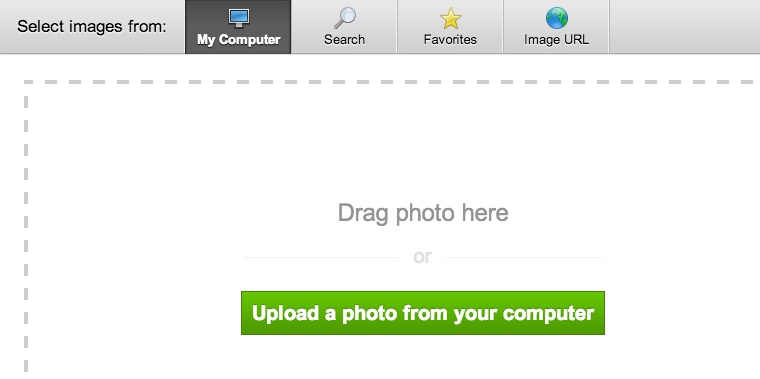 Select images from:
My Computer
Search
Favorites
Image URL
Drag photo here
or
Upload a photo from your computer